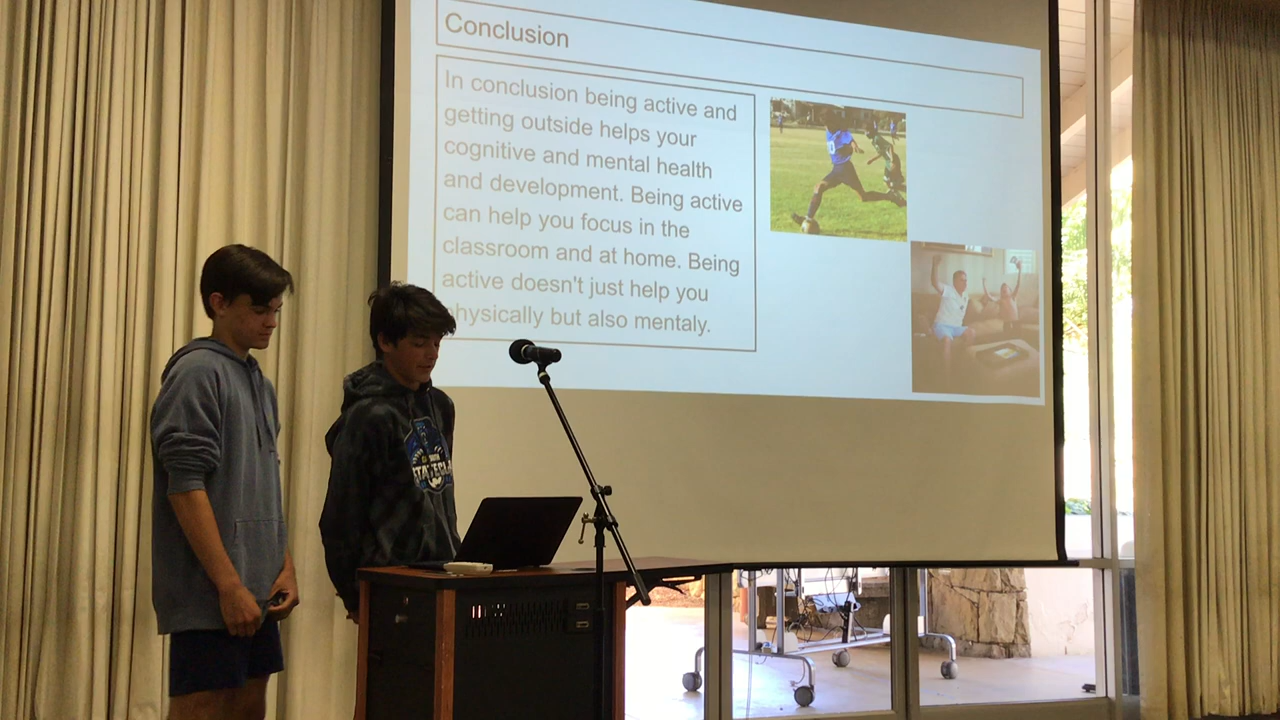 Conclusion
In conclusion being active and
getting outside helps your
cognitive and mental health
and development. Being active
can help you focus in the
classroom and at home. Being
active doesn't just help you
physically but also mentaly.